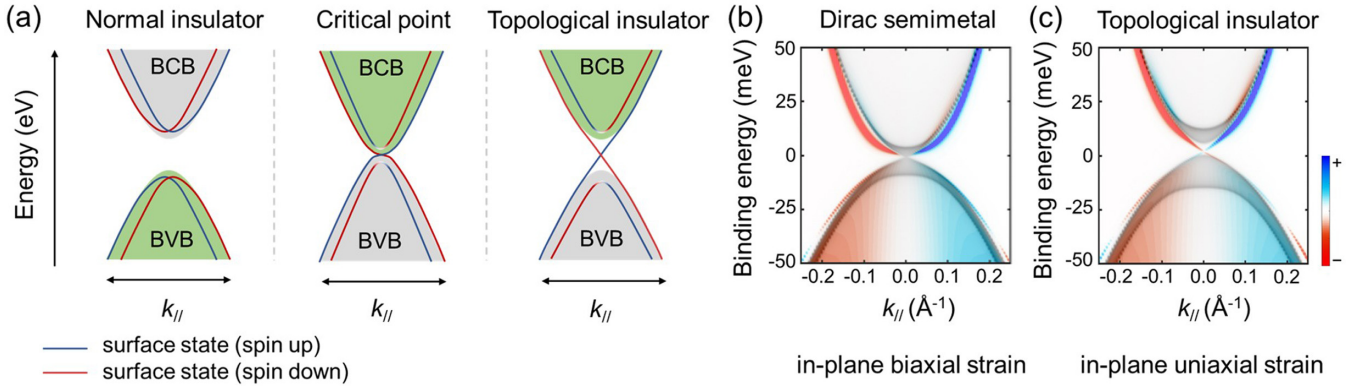 (a) Normal insulator Critical point Topological insulator
Energy (eV)
BCB BCB BCB
BVB BVB BVB
k// k// k//
surface state (spin up)
surface state (spin down)
(b) Dirac semimetal
Binding energy (meV)
50
25
0
-25
-50
-0.2 -0.1 0.0 0.1 0.2
k// (Å-1)
in-plane biaxial strain
(c) Topological insulator
Binding energy (meV)
50
25
0
-25
-50
-0.2 -0.1 0.0 0.1 0.2
k// (Å-1)
+
−
in-plane uniaxial strain